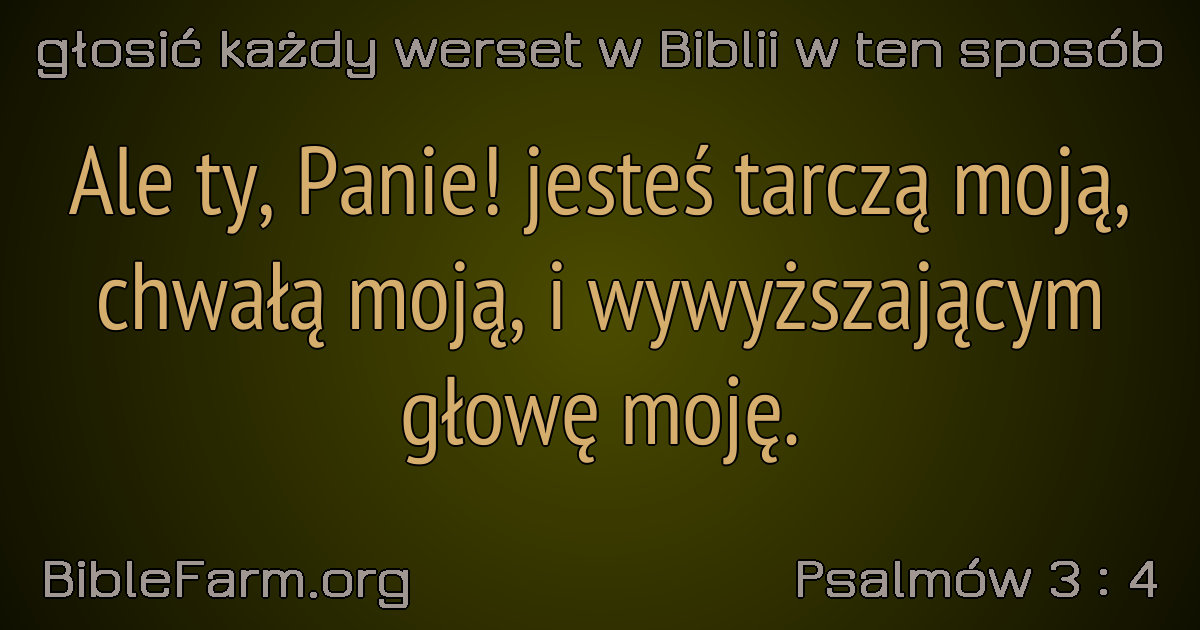 głosić każdy werset w Biblii w ten sposób
Ale ty, Panie! jesteś tarczą moją,
chwałą moją, i wywyższającym
głowę moję.
BibleFarm.org
Psalmów 3 : 4